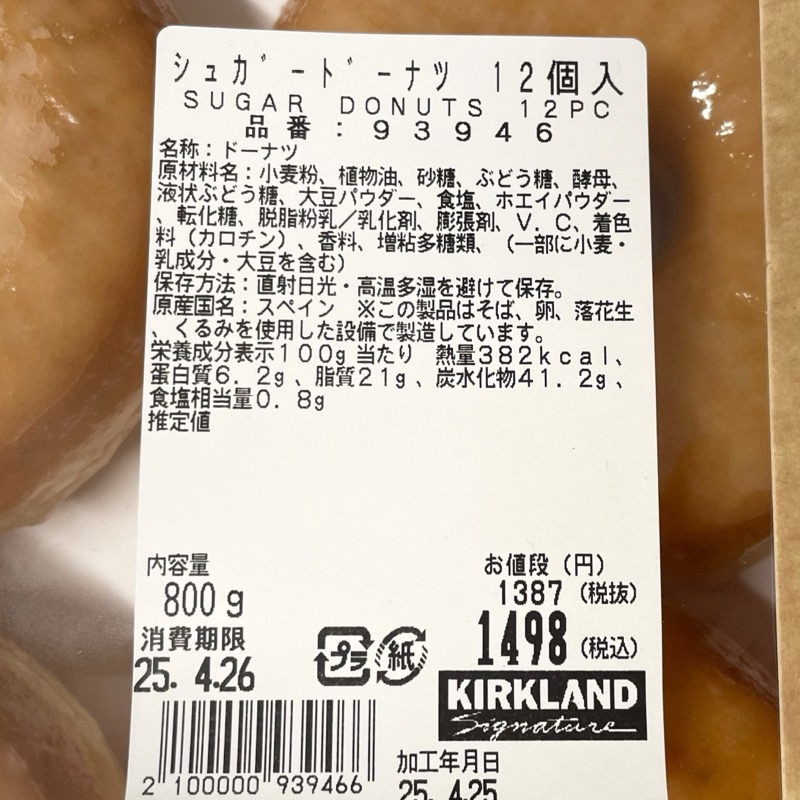 シュガードーナツ 12個入
SUGAR DONUTS 12PC
品番：93946
名称：ドーナツ
原材料名：小麦粉、植物油、砂糖、ぶどう糖、酵母、
液状ぶどう糖、大豆パウダー、食塩、ホエイパウダー
、転化糖、脱脂粉乳／乳化剤、膨張剤、V．C、着色
料（カロチン）、香料、増粘多糖類、（一部に小麦・
乳成分・大豆を含む）
保存方法：直射日光・高温多湿を避けて保存。
原産国名：スペイン ※この製品はそば、卵、落花生
、くるみを使用した設備で製造しています。
栄養成分表示100g当たり 熱量382kcal、
蛋白質6．2g、脂質21g、炭水化物41．2g、
食塩相当量0．8g
推定値
内容量
800g
お値段（円）
1387（税抜）
1498（税込）
消費期限
25. 4.26
プラ
紙
KIRKLAND
Signature
2 100000 939466
加工年月日
25. 4.25